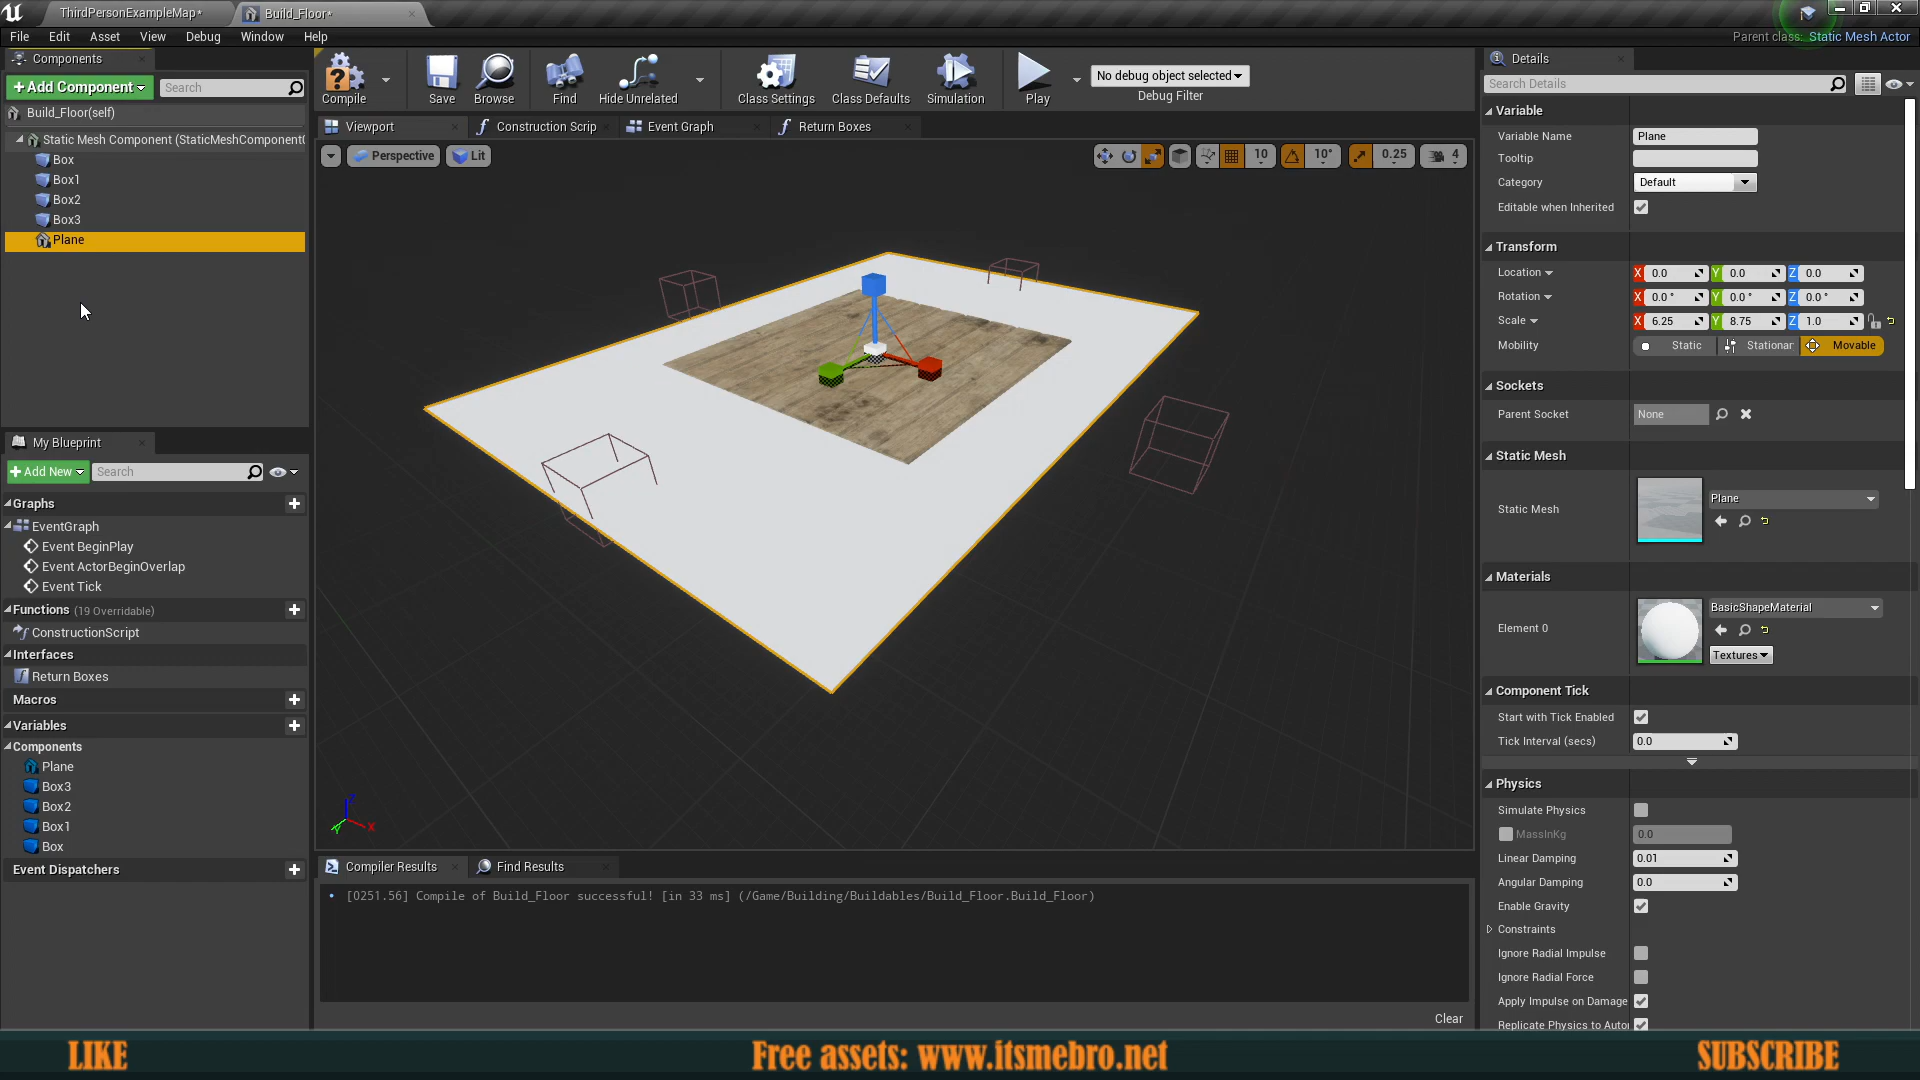 ThirdPersonExampleMap*
Build_Floor*
File Edit Asset View Debug Window Help
Parent class: Static Mesh Actor
Components
+Add Component
Search
Build_Floor(self)
Static Mesh Component (StaticMeshComponent(
Box
Box1
Box2
Box3
Plane
Compile
Save
Browse
Find
Hide Unrelated
Class Settings
Class Defaults
Simulation
Play
No debug object selected
Debug Filter
Viewport
Construction Scrip
Event Graph
Return Boxes
Perspective
Lit
10
10°
0.25
4
My Blueprint
+Add New
Search
Graphs
EventGraph
Event BeginPlay
Event ActorBeginOverlap
Event Tick
Functions (19 Overridable)
ConstructionScript
Interfaces
Return Boxes
Macros
Variables
Components
Plane
Box3
Box2
Box1
Box
Event Dispatchers
Z
Y
X
Compiler Results
Find Results
[0251.56] Compile of Build_Floor successful! [in 33 ms] (/Game/Building/Buildables/Build_Floor.Build_Floor)
Clear
Details
Search Details
Variable
Variable Name Plane
Tooltip
Category Default
Editable when Inherited
Transform
Location X 0.0 Y 0.0 Z 0.0
Rotation X 0.0 ° Y 0.0 ° Z 0.0 °
Scale X 6.25 Y 8.75 Z 1.0
Mobility Static Stationar Movable
Sockets
Parent Socket None
Static Mesh
Static Mesh Plane
Materials
Element 0 BasicShapeMaterial
Textures
Component Tick
Start with Tick Enabled
Tick Interval (secs) 0.0
Physics
Simulate Physics
MassInKg 0.0
Linear Damping 0.01
Angular Damping 0.0
Enable Gravity
Constraints
Ignore Radial Impulse
Ignore Radial Force
Apply Impulse on Damage
Replicate Physics to Auto
LIKE
Free assets: www.itsmebro.net
SUBSCRIBE